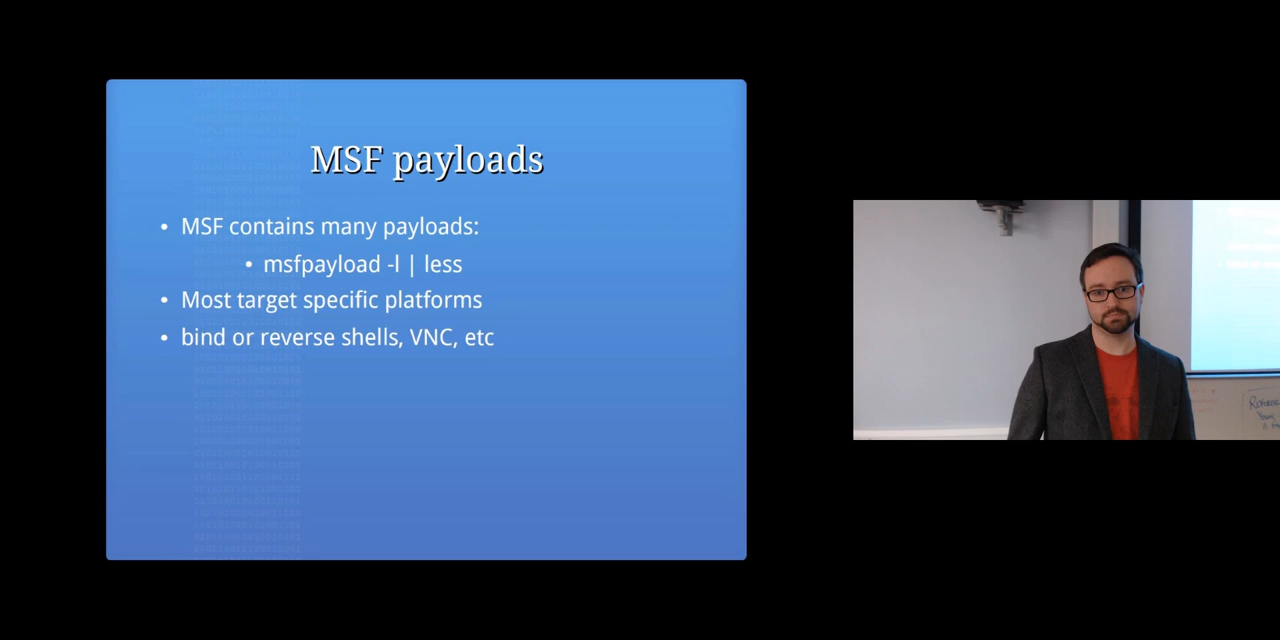 MSF payloads
• MSF contains many payloads:
• msfpayload -l | less
• Most target specific platforms
• bind or reverse shells, VNC, etc